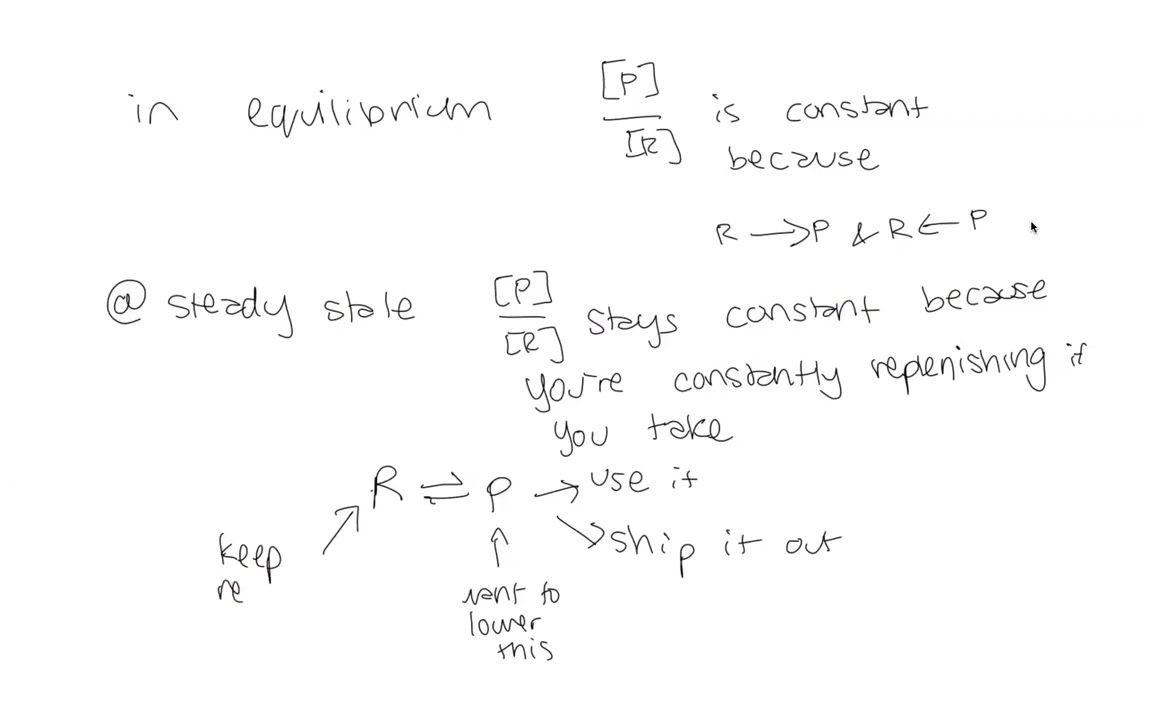 in equilibrium [P] / [R] is constant
because
R → P & R ← P
@ steady state [P] / [R] stays constant because
you're constantly replenishing if
you take
R ⇌ P → use it
↘ ship it out
keep
re
↑
want to
lower
this